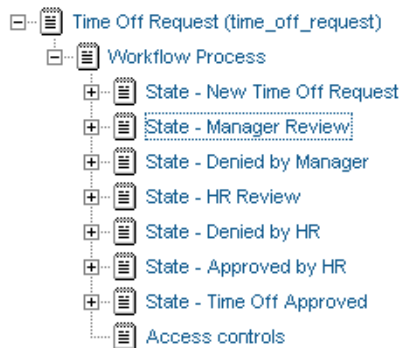 Time Off Request (time_off_request)
Workflow Process
State - New Time Off Request
State - Manager Review
State - Denied by Manager
State - HR Review
State - Denied by HR
State - Approved by HR
State - Time Off Approved
Access controls